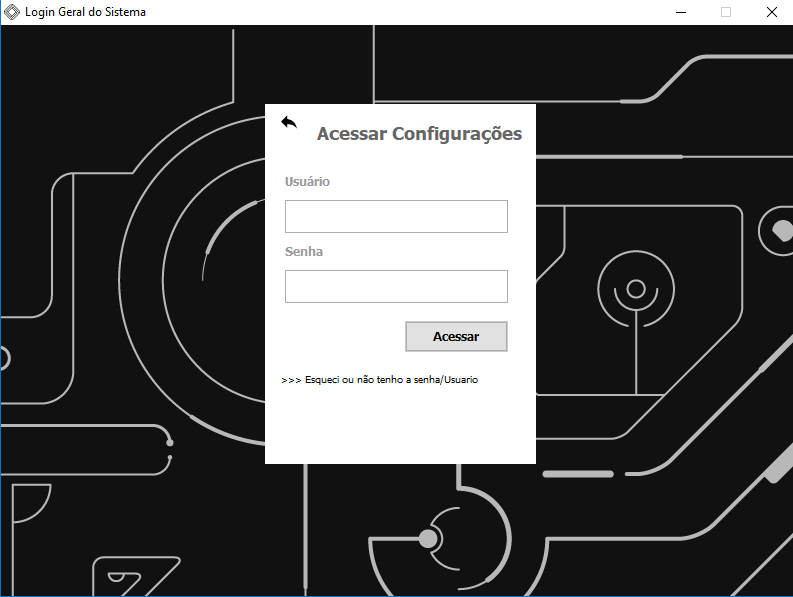 Login Geral do Sistema
Acessar Configurações
Usuário
Senha
Acessar
>>> Esqueci ou não tenho a senha/Usuario